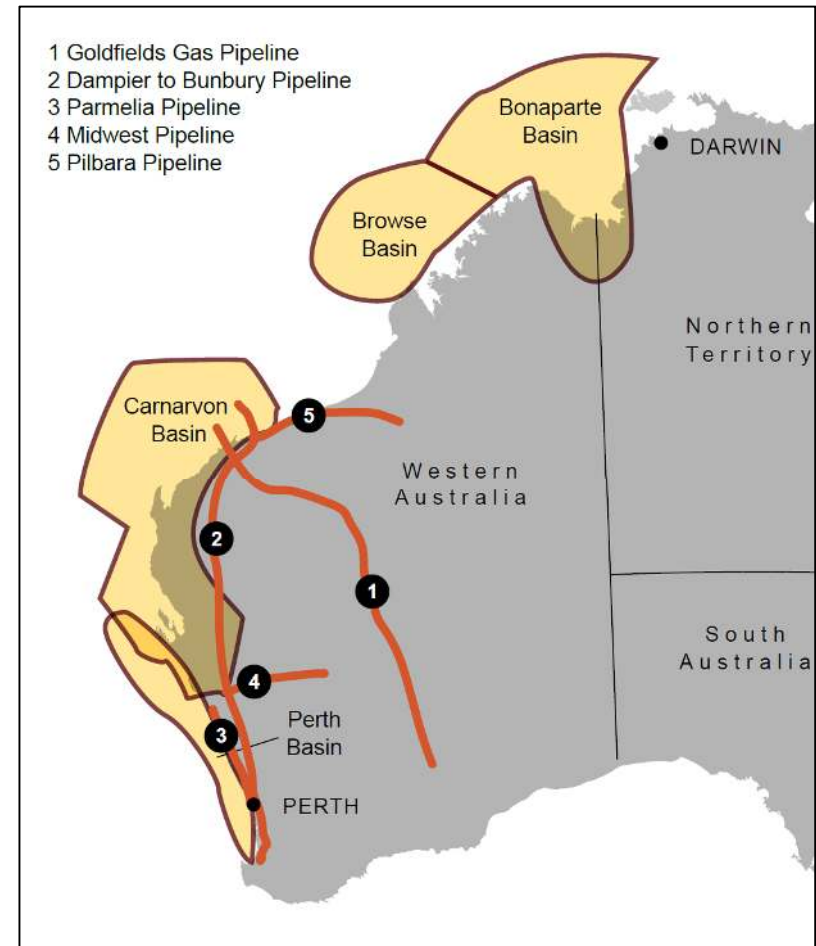 1 Goldfields Gas Pipeline
2 Dampier to Bunbury Pipeline
3 Parmelia Pipeline
4 Midwest Pipeline
5 Pilbara Pipeline
Bonaparte
Basin
DARWIN
Browse
Basin
Northern
Territory
Carnarvon
Basin
5
Western
Australia
2
1
South
Australia
4
3
Perth
Basin
PERTH